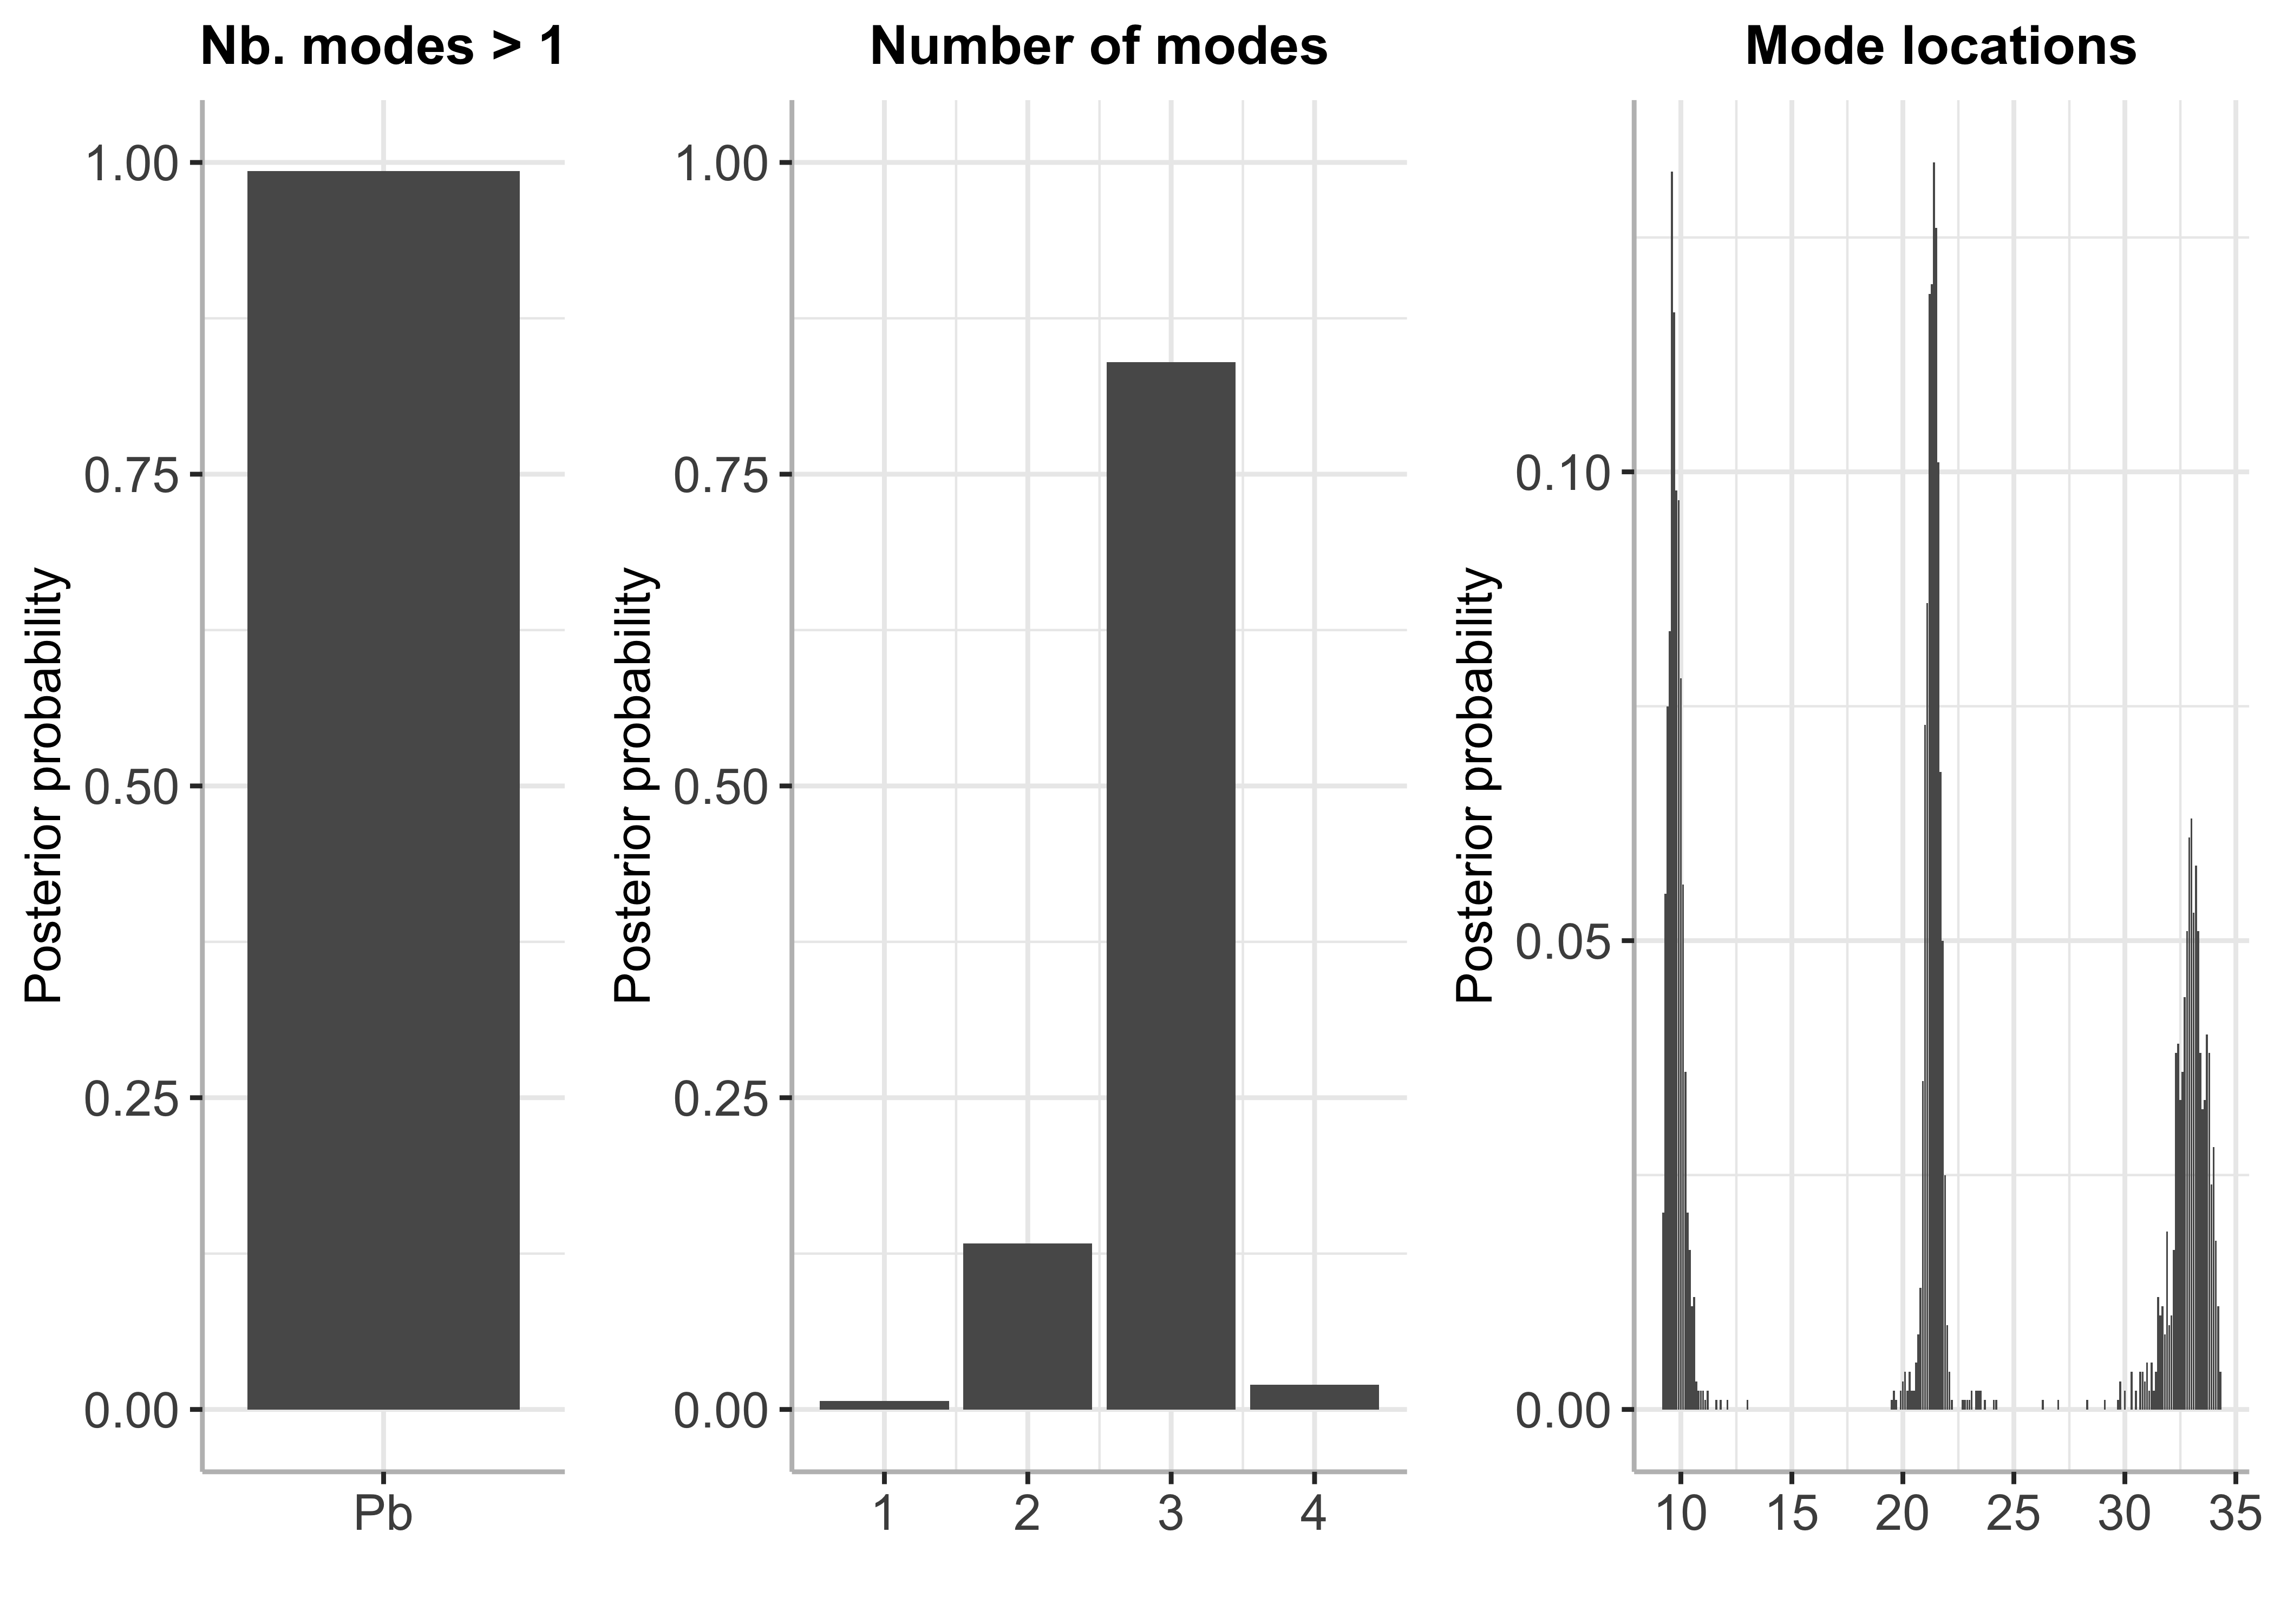 Nb. modes > 1
Posterior probability
1.00
0.75
0.50
0.25
0.00
Pb
Number of modes
Posterior probability
1.00
0.75
0.50
0.25
0.00
1 2 3 4
Mode locations
Posterior probability
0.10
0.05
0.00
10 15 20 25 30 35